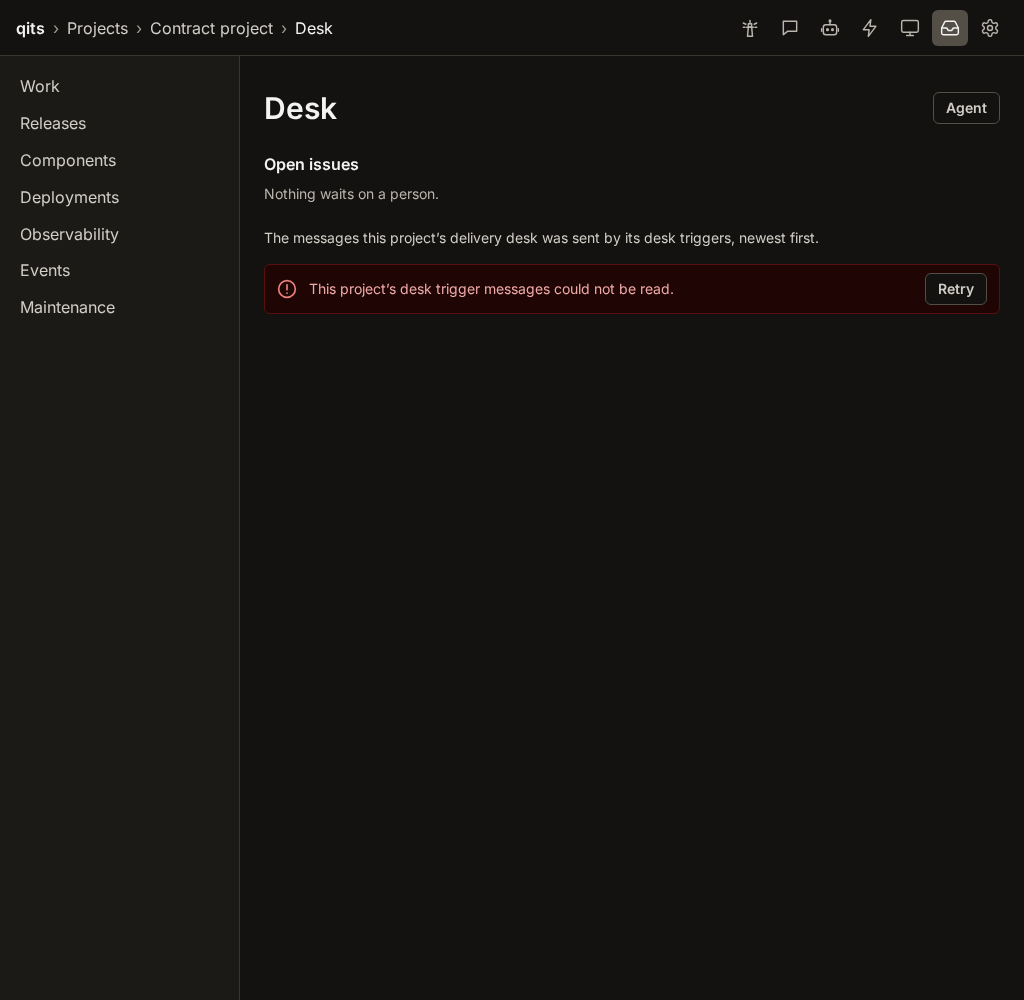 qits › Projects › Contract project › Desk
Work
Releases
Components
Deployments
Observability
Events
Maintenance
Desk
Agent
Open issues
Nothing waits on a person.
The messages this project’s delivery desk was sent by its desk triggers, newest first.
This project’s desk trigger messages could not be read.
Retry